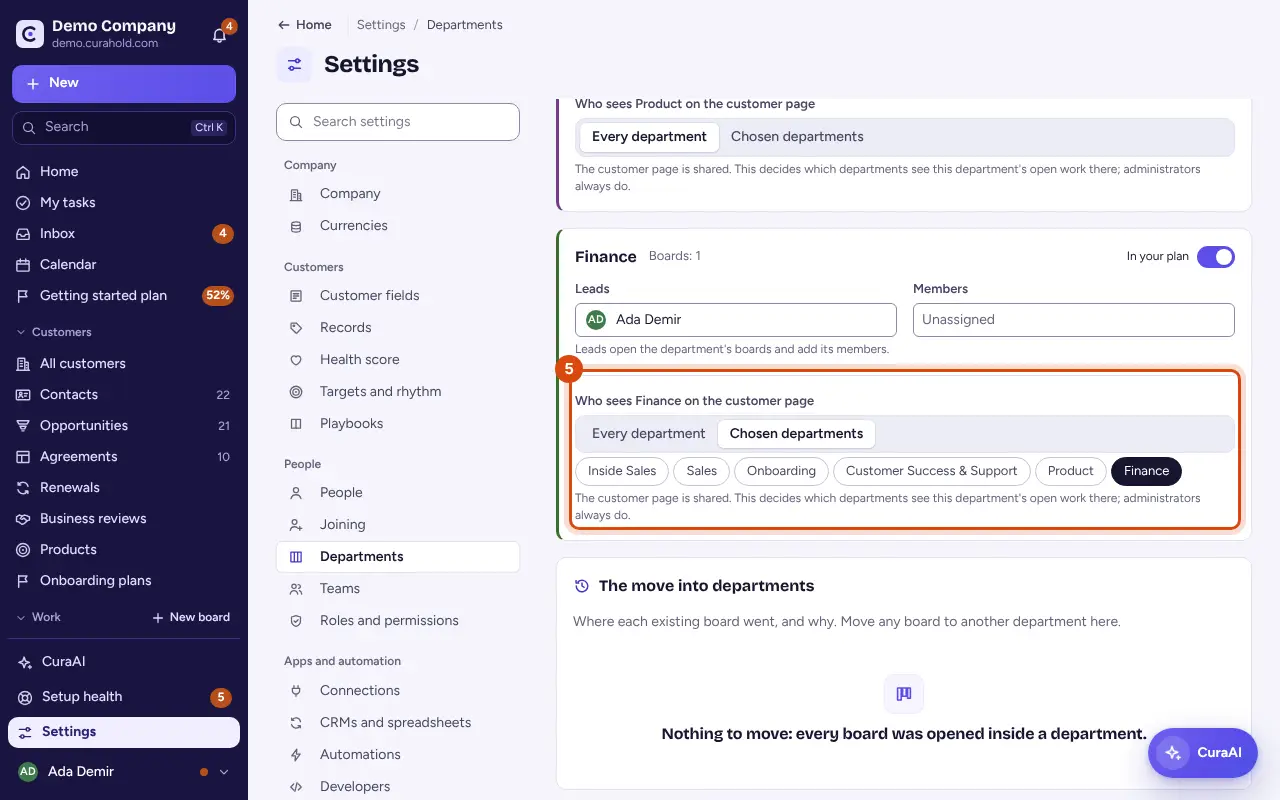 Demo Company
demo.curahold.com
4
New
Search
Ctrl K
Home
My tasks
Inbox
4
Calendar
Getting started plan
52%
Customers
All customers
Contacts
22
Opportunities
21
Agreements
10
Renewals
Business reviews
Products
Onboarding plans
Work
New board
CuraAI
Setup health
5
Settings
AD
Ada Demir
Home
Settings / Departments
Settings
Search settings
Company
Company
Currencies
Customers
Customer fields
Records
Health score
Targets and rhythm
Playbooks
People
People
Joining
Departments
Teams
Roles and permissions
Apps and automation
Connections
CRMs and spreadsheets
Automations
Developers
Who sees Product on the customer page
Every department
Chosen departments
The customer page is shared. This decides which departments see this department's open work there; administrators
always do.
Finance
Boards: 1
In your plan
Leads
Members
AD
Ada Demir
Unassigned
Leads open the department's boards and add its members.
5
Who sees Finance on the customer page
Every department
Chosen departments
Inside Sales
Sales
Onboarding
Customer Success & Support
Product
Finance
The customer page is shared. This decides which departments see this department's open work there; administrators
always do.
The move into departments
Where each existing board went, and why. Move any board to another department here.
Nothing to move: every board was opened inside a department.
CuraAI